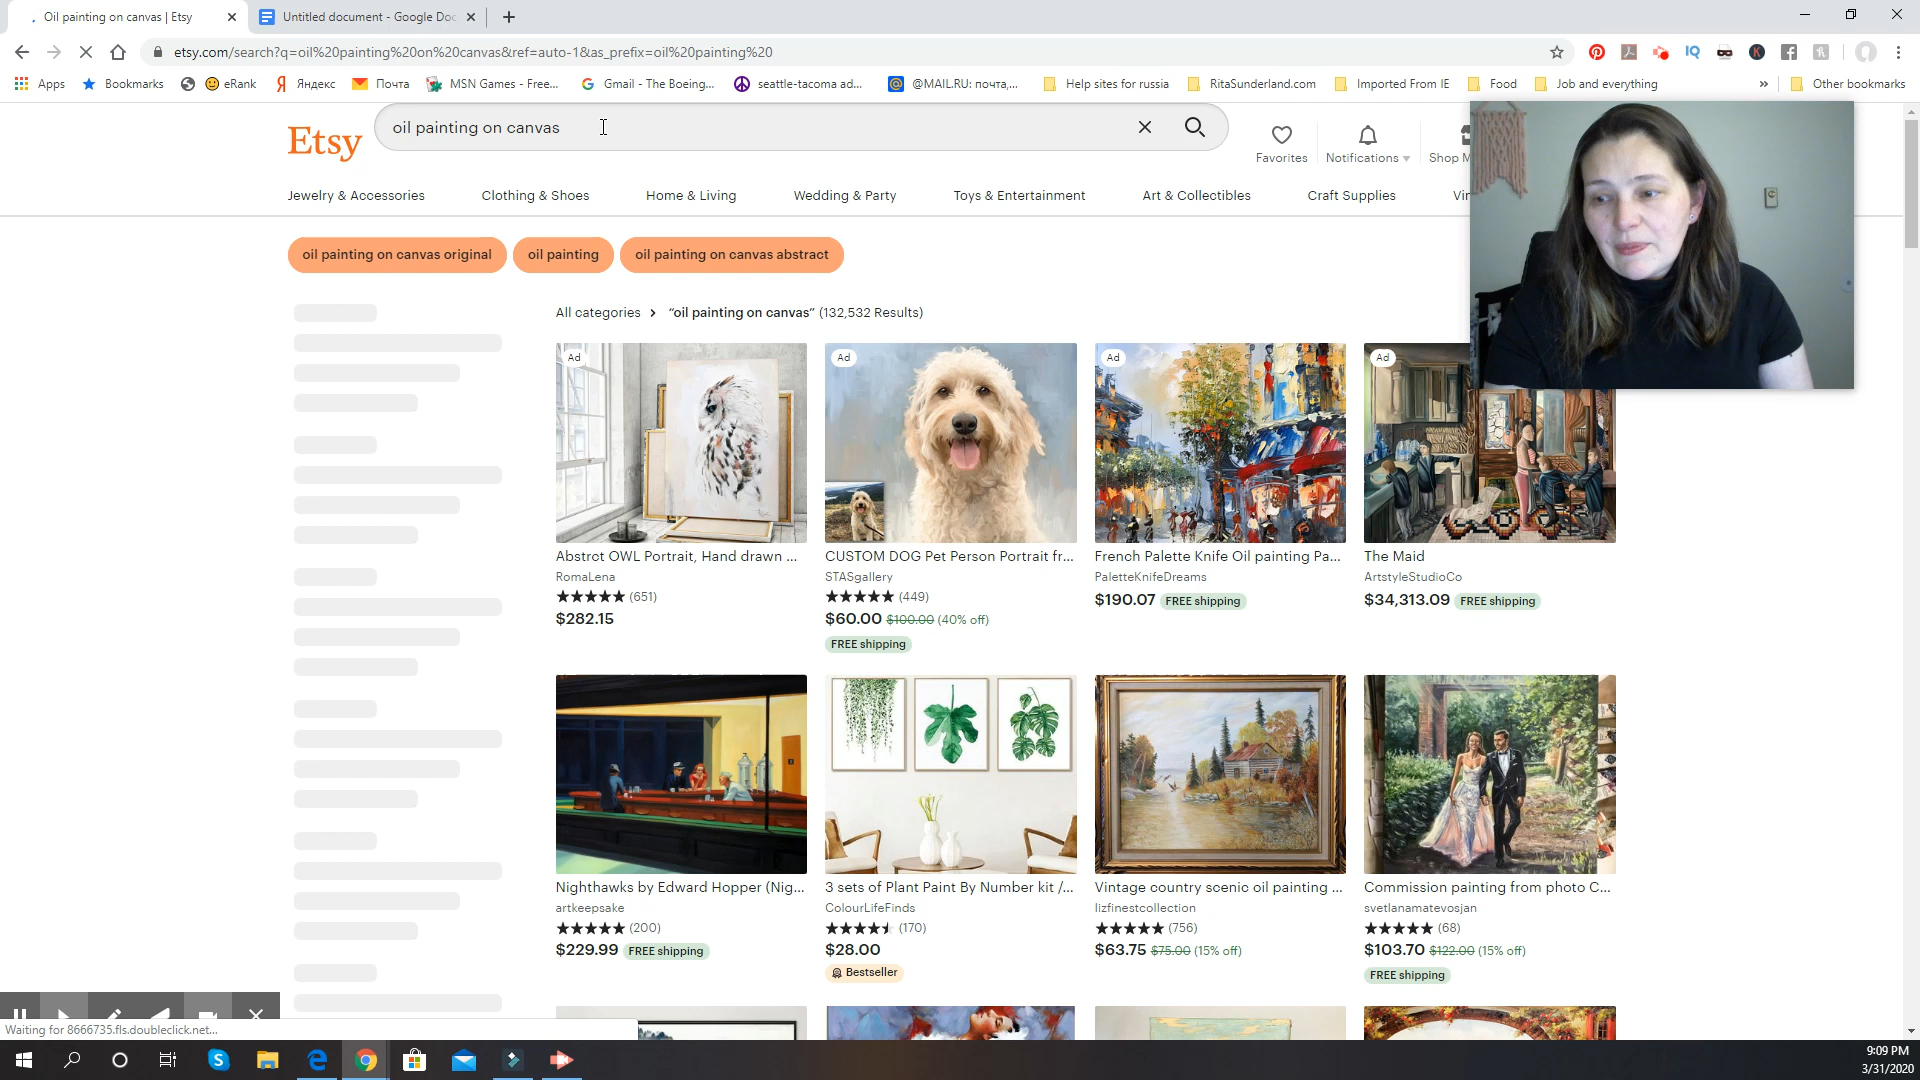 Oil painting on canvas | Etsy
Untitled document - Google Doc
etsy.com/search?q=oil%20painting%20on%20canvas&ref=auto-1&as_prefix=oil%20painting%20
Apps
Bookmarks
eRank
Яндекс
Почта
MSN Games - Free...
Gmail - The Boeing...
seattle-tacoma ad...
@MAIL.RU: почта,...
Help sites for russia
RitaSunderland.com
Imported From IE
Food
Job and everything
»
Other bookmarks
Etsy
oil painting on canvas
Favorites
Notifications
Shop M
Jewelry & Accessories
Clothing & Shoes
Home & Living
Wedding & Party
Toys & Entertainment
Art & Collectibles
Craft Supplies
Vin
oil painting on canvas original
oil painting
oil painting on canvas abstract
All categories > "oil painting on canvas" (132,532 Results)
Ad
Ad
Ad
Ad
Abstrct OWL Portrait, Hand drawn ...
RomaLena
(651)
$282.15
CUSTOM DOG Pet Person Portrait fr...
STASgallery
(449)
$60.00 $100.00 (40% off)
FREE shipping
French Palette Knife Oil painting Pa...
PaletteKnifeDreams
$190.07 FREE shipping
The Maid
ArtstyleStudioCo
$34,313.09 FREE shipping
Nighthawks by Edward Hopper (Nig...
artkeepsake
(200)
$229.99 FREE shipping
3 sets of Plant Paint By Number kit /...
ColourLifeFinds
(170)
$28.00
Bestseller
Vintage country scenic oil painting ...
lizfinestcollection
(756)
$63.75 $75.00 (15% off)
Commission painting from photo C...
svetlanamatevosjan
(68)
$103.70 $122.00 (15% off)
FREE shipping
Waiting for 8666735.fls.doubleclick.net...
9:09 PM
3/31/2020